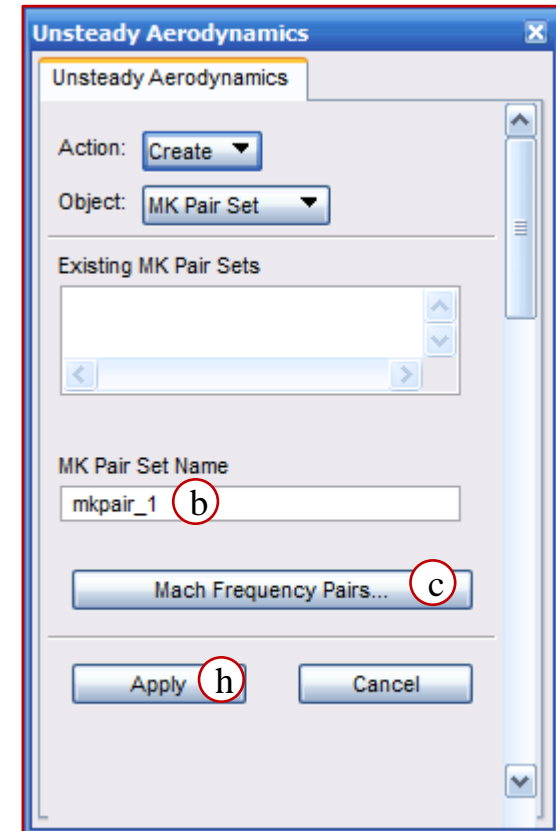 Unsteady Aerodynamics
Unsteady Aerodynamics
Action: Create
Object: MK Pair Set
Existing MK Pair Sets
MK Pair Set Name
mkpair_1 b
Mach Frequency Pairs... c
Apply h Cancel